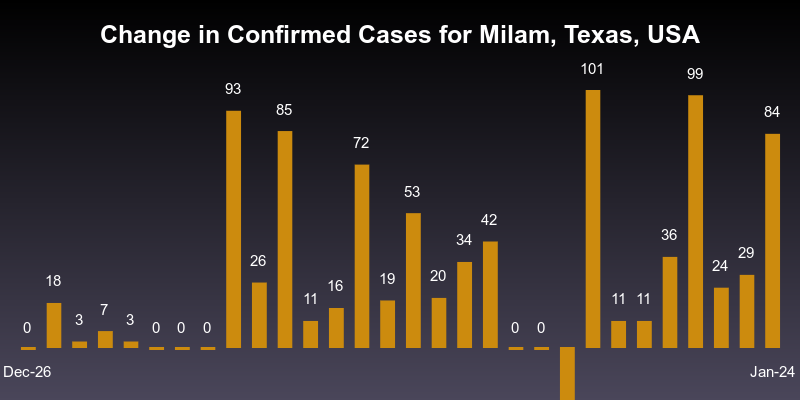 Change in Confirmed Cases for Milam, Texas, USA
0 18 3 7 3 0 0 0 93 26 85 11 16 72 19 53 20 34 42 0 0 101 11 11 36 99 24 29 84
Dec-26 Jan-24